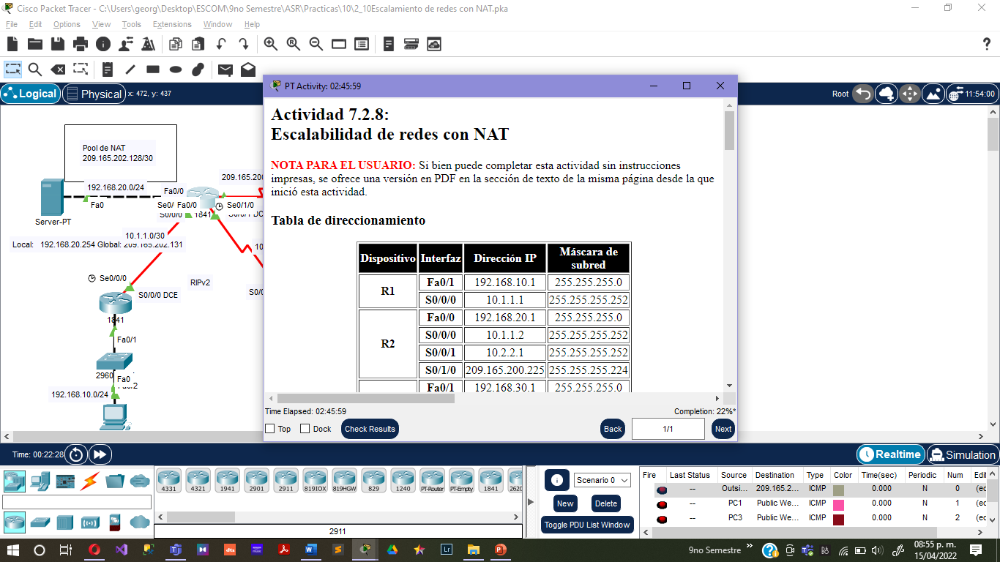 Cisco Packet Tracer - C:\Users\georg\Desktop\ESCOM\9no Semestre\ASR\Practicas\10\2_10Escalamiento de redes con NAT.pka
File Edit Options View Tools Extensions Window Help
Logical
Physical
x: 472, y: 437
Root
11:54:00
Pool de NAT
209.165.202.128/30
192.168.20.0/24
Fa0/0
Fa0
Server-PT
Se0/
Fa0/0
Se0/1/0
S0/0/0
1841
10.1.1.0/30
Local: 192.168.20.254 Global: 209.165.202.131
Se0/0/0
RIPv2
S0/0/0 DCE
1841
Fa0/1
2960
Fa0
192.168.10.0/24
PT Activity: 02:45:59
Actividad 7.2.8:
Escalabilidad de redes con NAT
NOTA PARA EL USUARIO: Si bien puede completar esta actividad sin instrucciones
impresas, se ofrece una versión en PDF en la sección de texto de la misma página desde la que
inició esta actividad.
Tabla de direccionamiento
Dispositivo Interfaz Dirección IP Máscara de subred
R1 Fa0/1 192.168.10.1 255.255.255.0
S0/0/0 10.1.1.1 255.255.255.252
R2 Fa0/0 192.168.20.1 255.255.255.0
S0/0/0 10.1.1.2 255.255.255.252
S0/0/1 10.2.2.1 255.255.255.252
S0/1/0 209.165.200.225 255.255.255.224
Fa0/1 192.168.30.1 255.255.255.0
Time Elapsed: 02:45:59
Completion: 22%*
Top
Dock
Check Results
Back
1/1
Next
Time: 00:22:28
Realtime
Simulation
4331 4321 1941 2901 2911 819IOX 819HGW 829 1240 PT-Router PT-Empty 1841 2620
2911
Scenario 0
New
Delete
Toggle PDU List Window
Fire Last Status Source Destination Type Color Time(sec) Periodic Num Edit
-- Outsi... 209.165.2... ICMP 0.000 N 0 (ec
-- PC1 Public We... ICMP 0.000 N 1 (ec
-- PC3 Public We... ICMP 0.000 N 2 (ec
9no Semestre
08:55 p. m.
15/04/2022